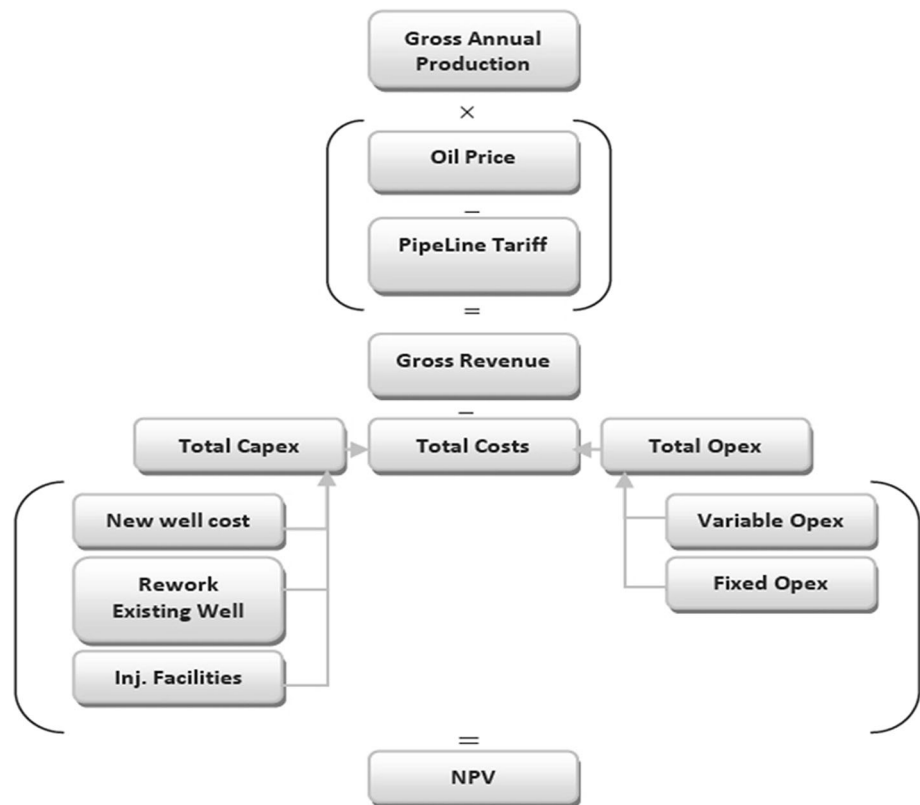 Gross Annual
Production
×
Oil Price
–
PipeLine Tariff
=
Gross Revenue
–
Total Capex
Total Costs
Total Opex
New well cost
Variable Opex
Rework
Existing Well
Fixed Opex
Inj. Facilities
=
NPV